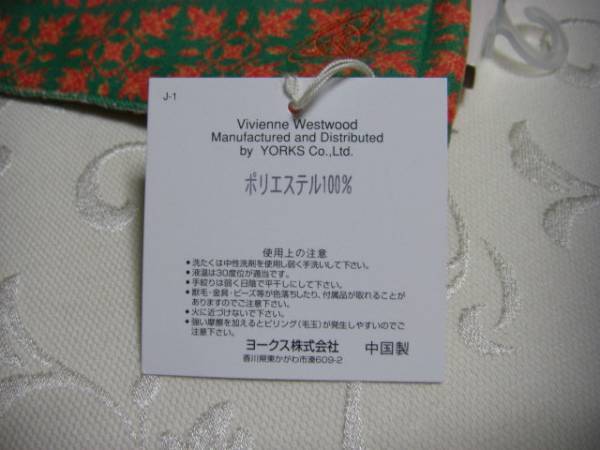 J-1
Vivienne Westwood
Manufactured and Distributed
by YORKS Co.,Ltd.
ポリエステル100%
使用上の注意
●洗たくは中性洗剤を使用し弱く手洗いして下さい。
●液温は30度位が適当です。
●手絞りは弱く日陰で平干しにして下さい。
●獣毛・金具・ビーズ等が色落ちしたり、付属品が取れることが
ありますのでご注意下さい。
●火に近づけないで下さい。
●強い摩擦を加えるとピリング(毛玉)が発生しやすいのでご
注意下さい。
ヨークス株式会社 中国製
香川県東かがわ市湊609-2